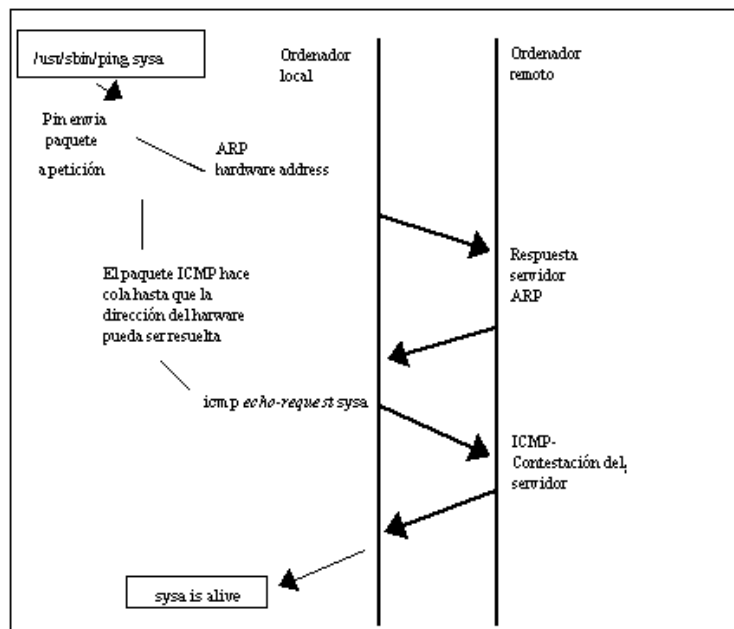 /usr/sbin/ping sysa
Ordenador
local
Ordenador
remoto
Pin envia
paquete
a petición
ARP
hardware address
Respuesta
servidor
ARP
El paquete ICMP hace
cola hasta que la
dirección del harware
pueda ser resuelta
icmp echo-request sysa
ICMP-
Contestación del
servidor
sysa is alive